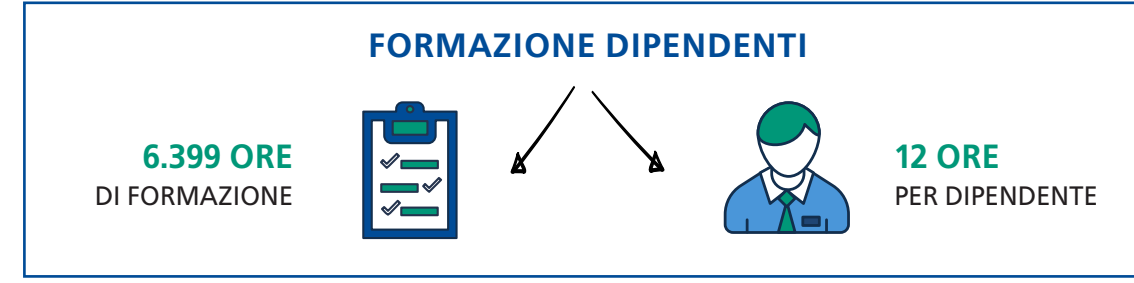 FORMAZIONE DIPENDENTI
6.399 ORE
DI FORMAZIONE
12 ORE
PER DIPENDENTE